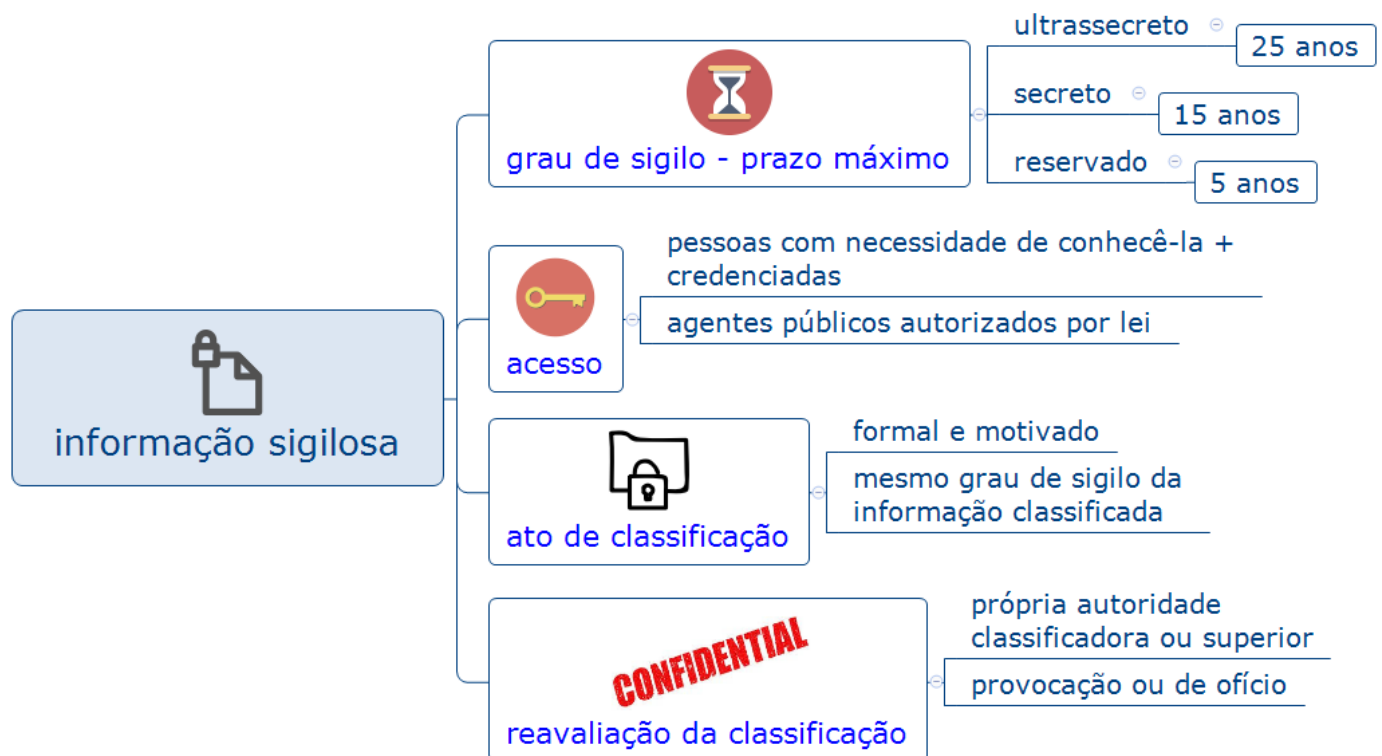 informação sigilosa
grau de sigilo - prazo máximo
ultrassecreto
25 anos
secreto
15 anos
reservado
5 anos
acesso
pessoas com necessidade de conhecê-la +
credenciadas
agentes públicos autorizados por lei
ato de classificação
formal e motivado
mesmo grau de sigilo da
informação classificada
CONFIDENTIAL
reavaliação da classificação
própria autoridade
classificadora ou superior
provocação ou de ofício